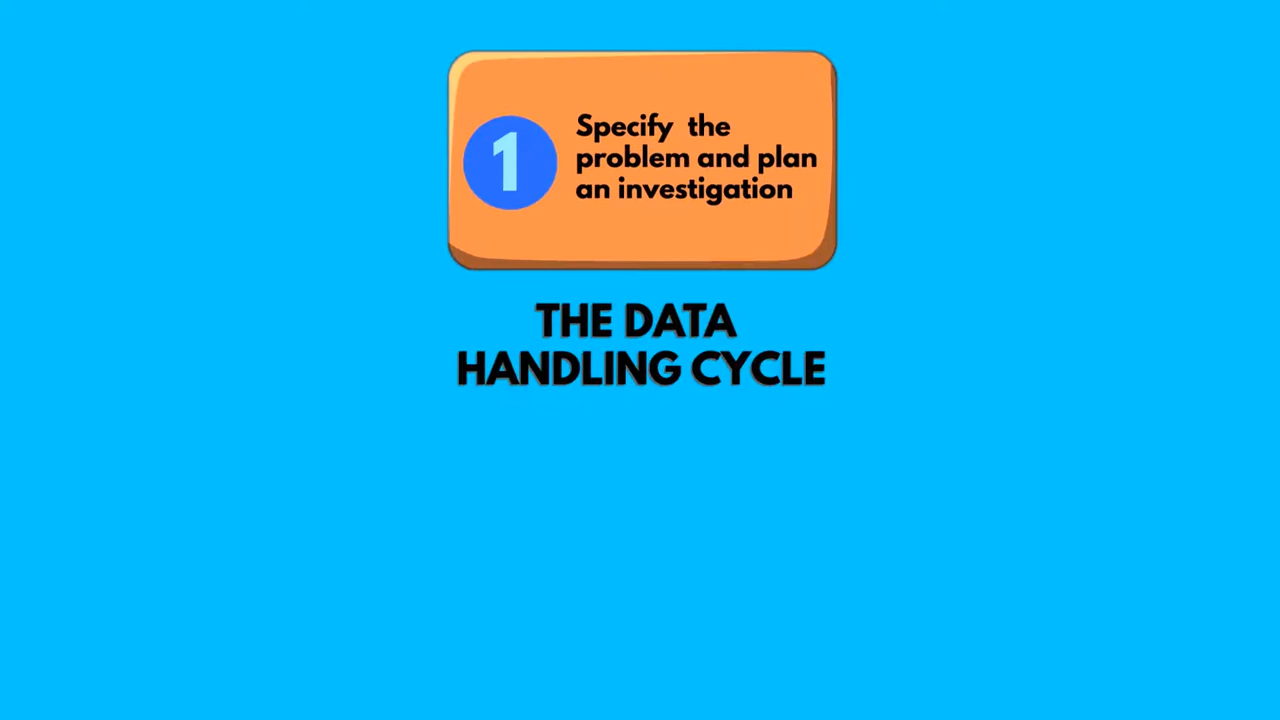 1
Specify the
problem and plan
an investigation
THE DATA
HANDLING CYCLE